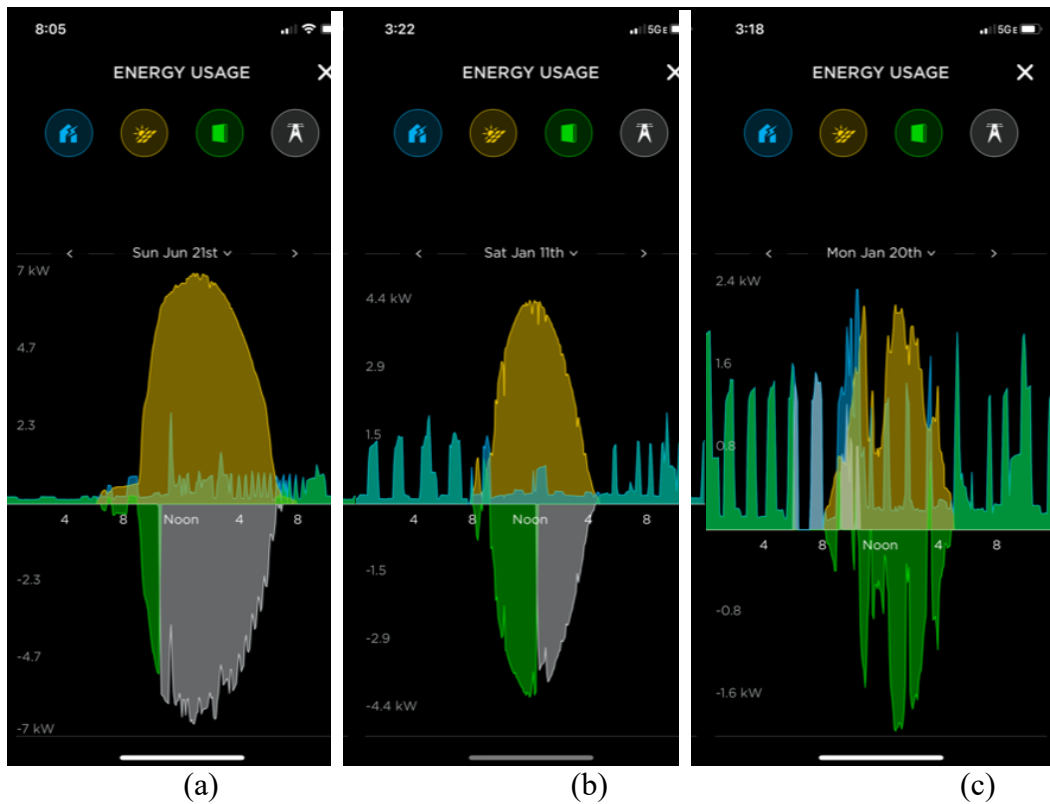 8:05
ENERGY USAGE
Sun Jun 21st
7 kW
4.7
2.3
4 8 Noon 4 8
-2.3
-4.7
-7 kW
(a)
3:22 5GE
ENERGY USAGE
Sat Jan 11th
4.4 kW
2.9
1.5
4 8 Noon 4 8
-1.5
-2.9
-4.4 kW
(b)
3:18 5GE
ENERGY USAGE
Mon Jan 20th
2.4 kW
1.6
0.8
4 8 Noon 4 8
-0.8
-1.6 kW
(c)